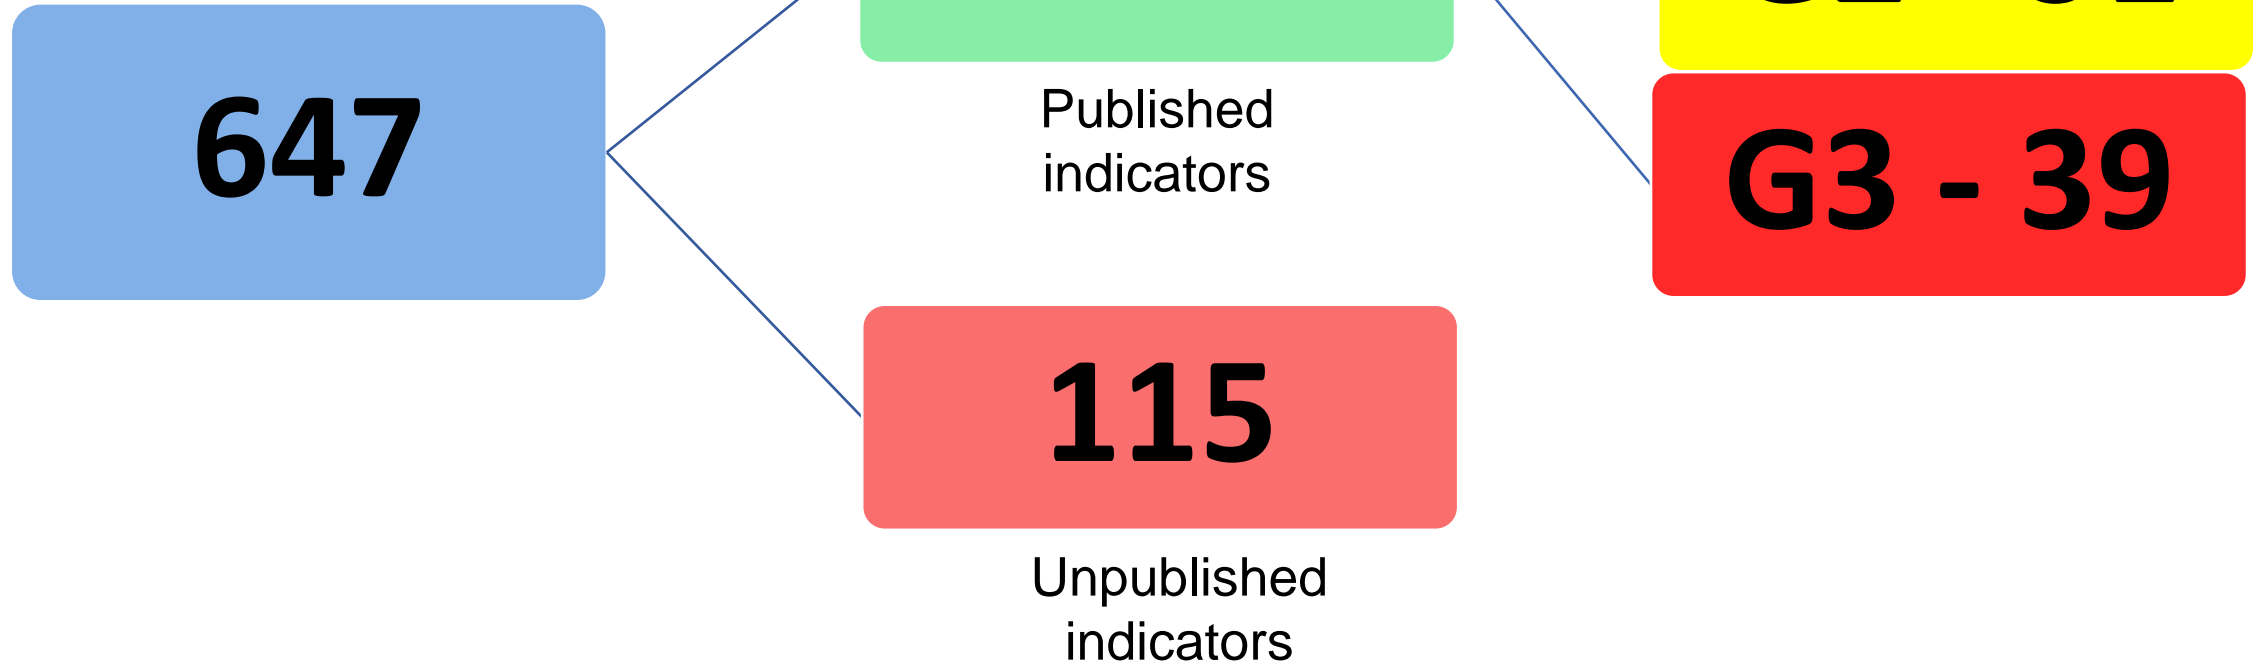 647
Published
indicators
G3 - 39
115
Unpublished
indicators